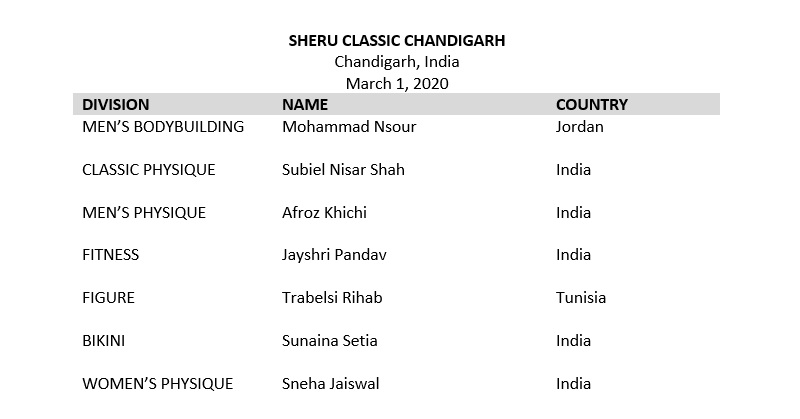 SHERU CLASSIC CHANDIGARH
Chandigarh, India
March 1, 2020
DIVISION NAME COUNTRY
MEN’S BODYBUILDING Mohammad Nsour Jordan
CLASSIC PHYSIQUE Subiel Nisar Shah India
MEN’S PHYSIQUE Afroz Khichi India
FITNESS Jayshri Pandav India
FIGURE Trabelsi Rihab Tunisia
BIKINI Sunaina Setia India
WOMEN’S PHYSIQUE Sneha Jaiswal India